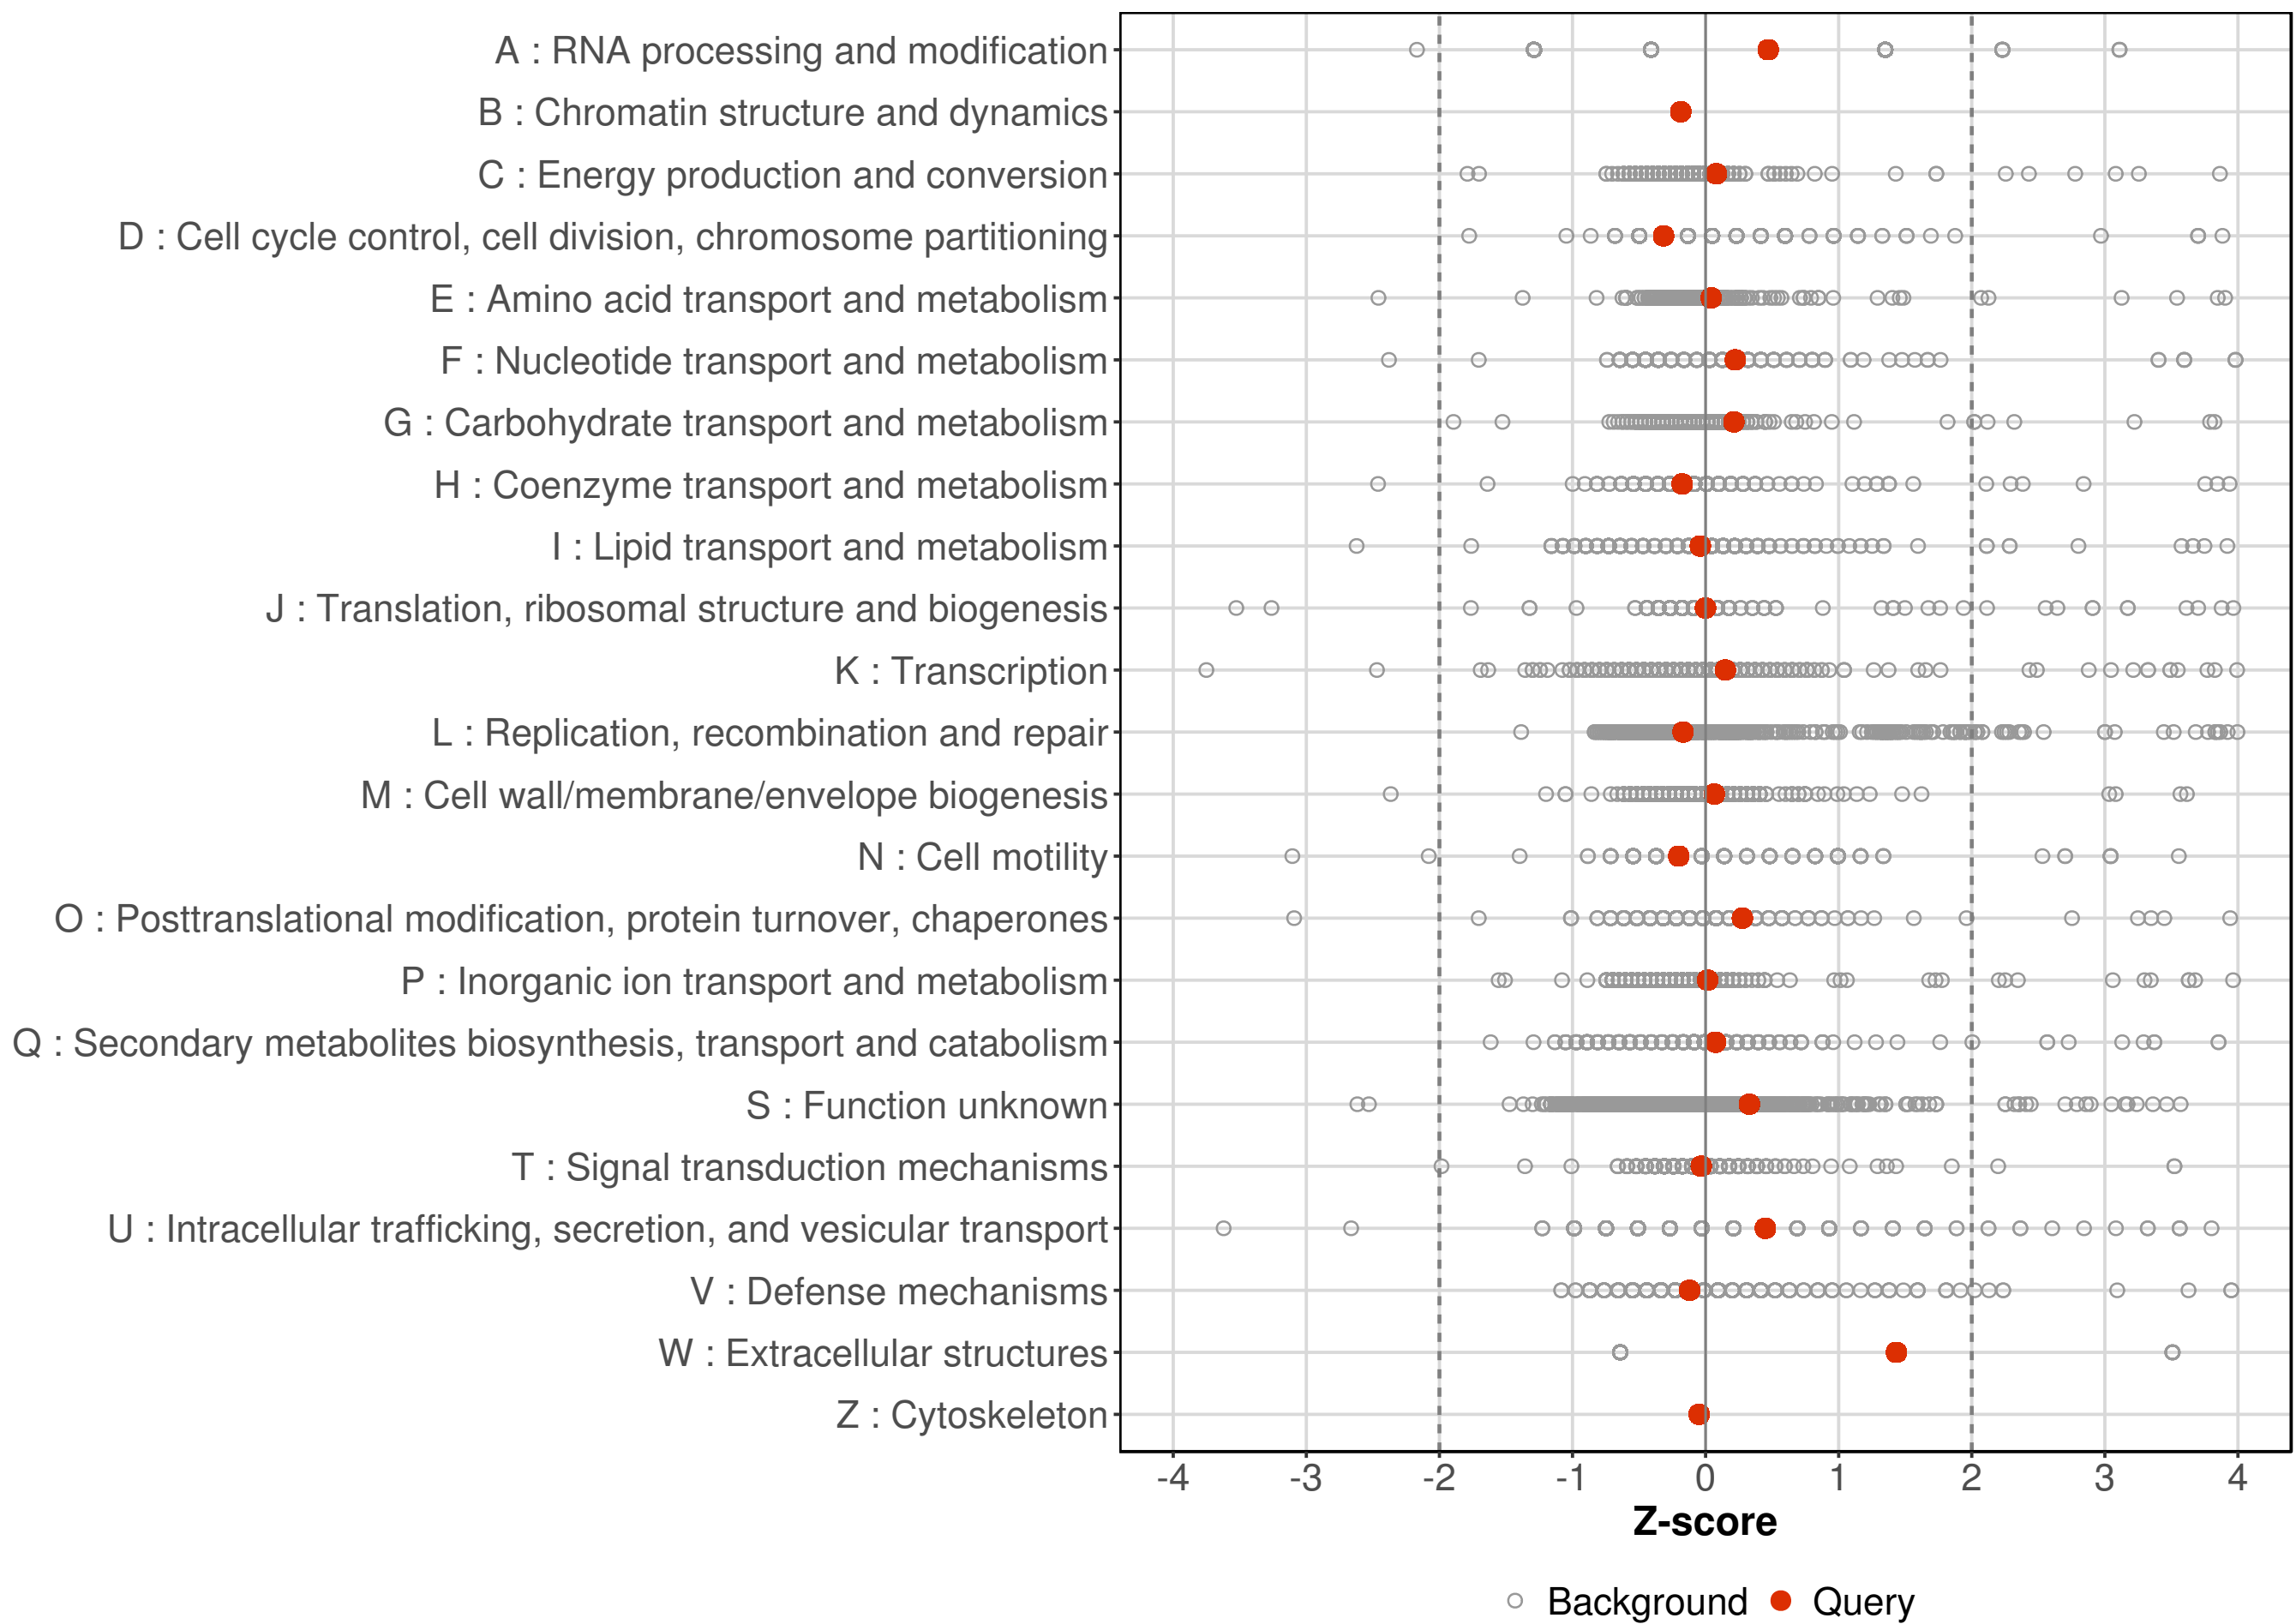 A : RNA processing and modification
B : Chromatin structure and dynamics
C : Energy production and conversion
D : Cell cycle control, cell division, chromosome partitioning
E : Amino acid transport and metabolism
F : Nucleotide transport and metabolism
G : Carbohydrate transport and metabolism
H : Coenzyme transport and metabolism
I : Lipid transport and metabolism
J : Translation, ribosomal structure and biogenesis
K : Transcription
L : Replication, recombination and repair
M : Cell wall/membrane/envelope biogenesis
N : Cell motility
O : Posttranslational modification, protein turnover, chaperones
P : Inorganic ion transport and metabolism
Q : Secondary metabolites biosynthesis, transport and catabolism
S : Function unknown
T : Signal transduction mechanisms
U : Intracellular trafficking, secretion, and vesicular transport
V : Defense mechanisms
W : Extracellular structures
Z : Cytoskeleton
-4 -3 -2 -1 0 1 2 3 4
Z-score
Background Query